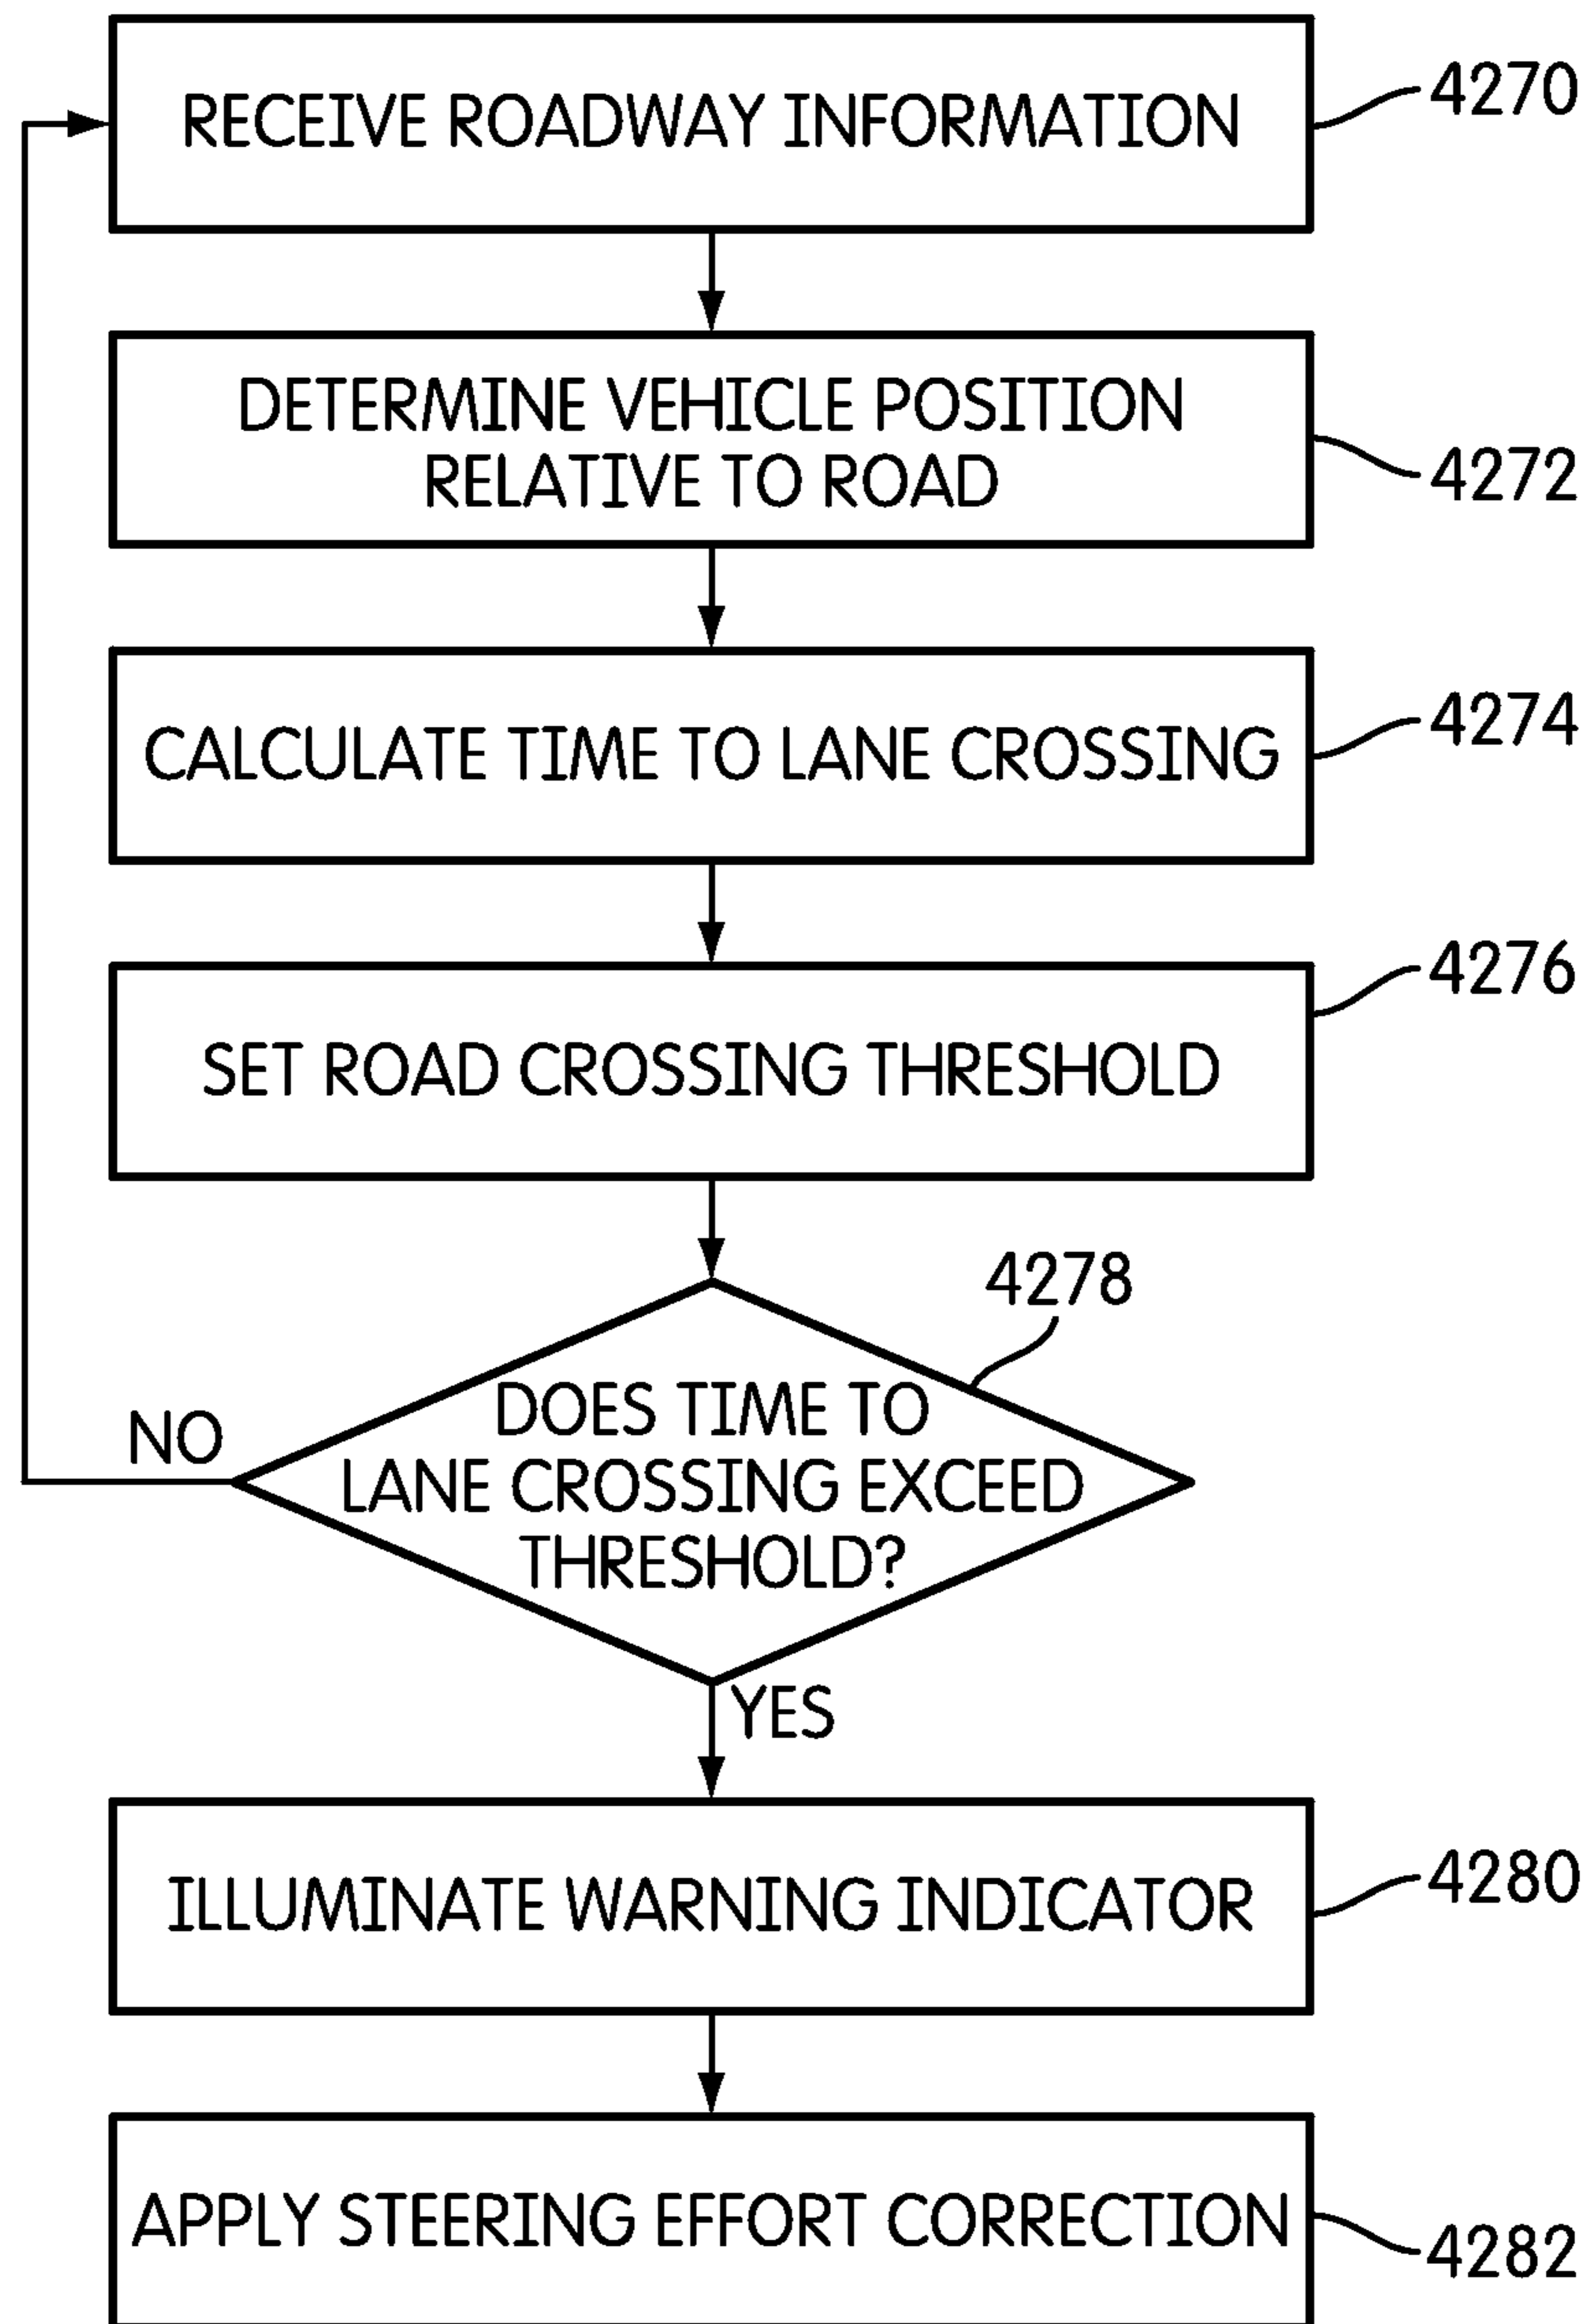 RECEIVE ROADWAY INFORMATION
4270
DETERMINE VEHICLE POSITION
RELATIVE TO ROAD
4272
CALCULATE TIME TO LANE CROSSING
4274
SET ROAD CROSSING THRESHOLD
4276
4278
DOES TIME TO
LANE CROSSING EXCEED
THRESHOLD?
NO
YES
ILLUMINATE WARNING INDICATOR
4280
APPLY STEERING EFFORT CORRECTION
4282